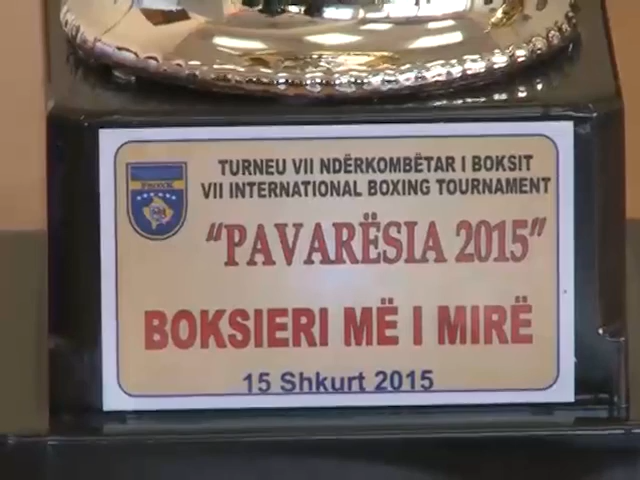 TURNEU VII NDËRKOMBËTAR I BOKSIT
VII INTERNATIONAL BOXING TOURNAMENT
"PAVARËSIA 2015"
BOKSIERI MË I MIRË
15 Shkurt 2015